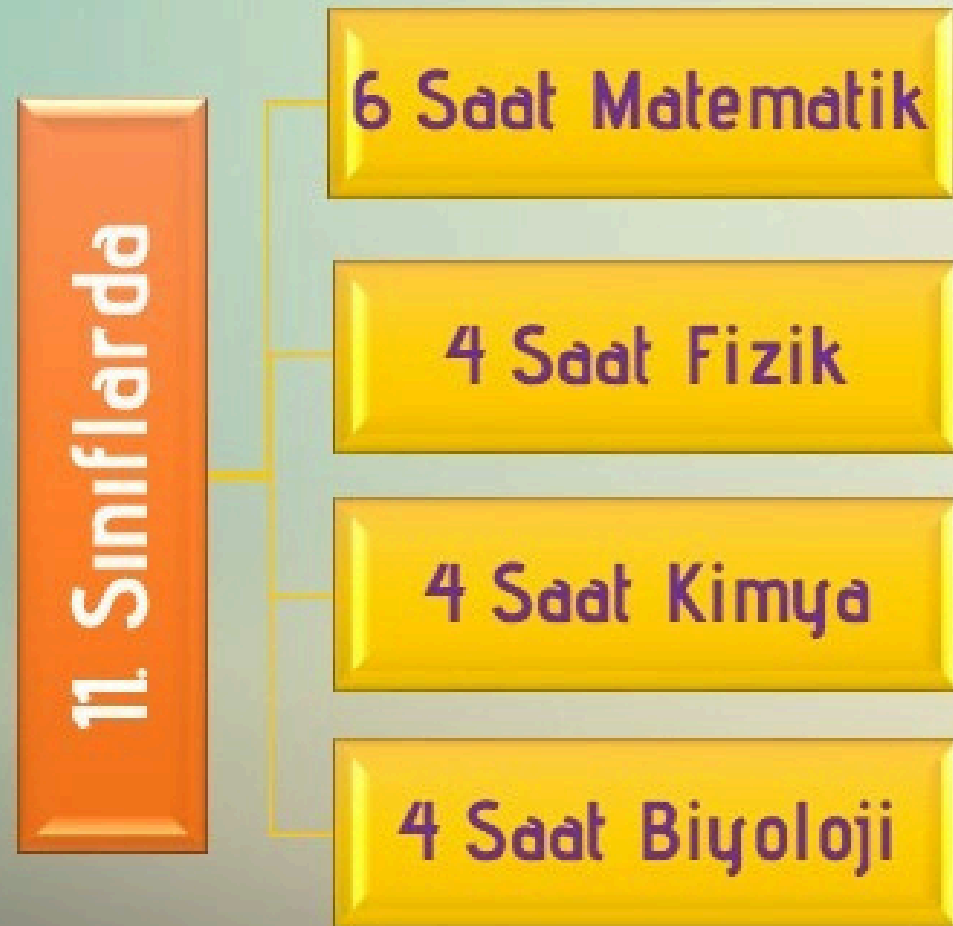 11. Sınıflarda
6 Saat Matematik
4 Saat Fizik
4 Saat Kimya
4 Saat Biyoloji